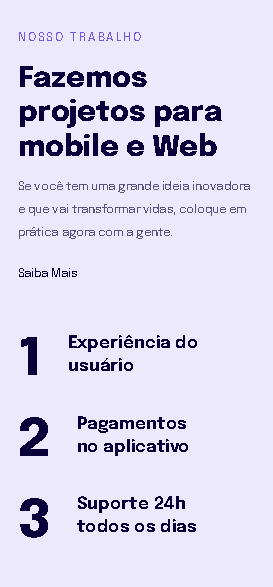 NOSSO TRABALHO
Fazemos
projetos para
mobile e Web
Se você tem uma grande ideia inovadora
e que vai transformar vidas, coloque em
prática agora com a gente.
Saiba Mais
1 Experiência do
usuário
2 Pagamentos
no aplicativo
3 Suporte 24h
todos os dias